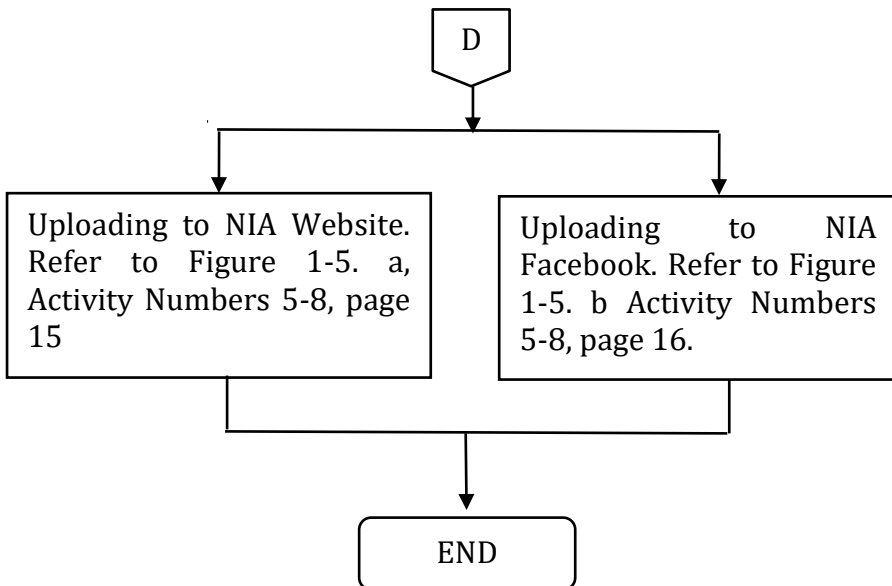 D
Uploading to NIA Website.
Refer to Figure 1-5. a,
Activity Numbers 5-8, page
15
Uploading to NIA
Facebook. Refer to Figure
1-5. b Activity Numbers
5-8, page 16.
END